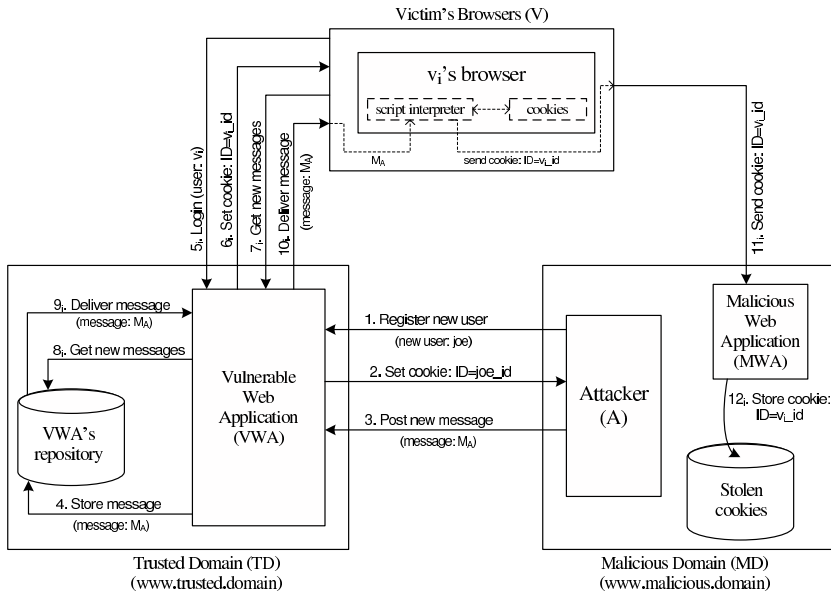 Victim's Browsers (V)
vi's browser
script interpreter
cookies
MA
send cookie: ID=vi_id
5i. Login (user: vi)
6i. Set cookie: ID=vi_id
7i. Get new messages
10i. Deliver message
(message: MA)
11i. Send cookie: ID=vi_id
9i. Deliver message
(message: MA)
8i. Get new messages
VWA's
repository
4. Store message
(message: MA)
Vulnerable
Web
Application
(VWA)
1. Register new user
(new user: joe)
2. Set cookie: ID=joe_id
3. Post new message
(message: MA)
Attacker
(A)
Malicious
Web
Application
(MWA)
12i. Store cookie:
ID=vi_id
Stolen
cookies
Trusted Domain (TD)
(www.trusted.domain)
Malicious Domain (MD)
(www.malicious.domain)